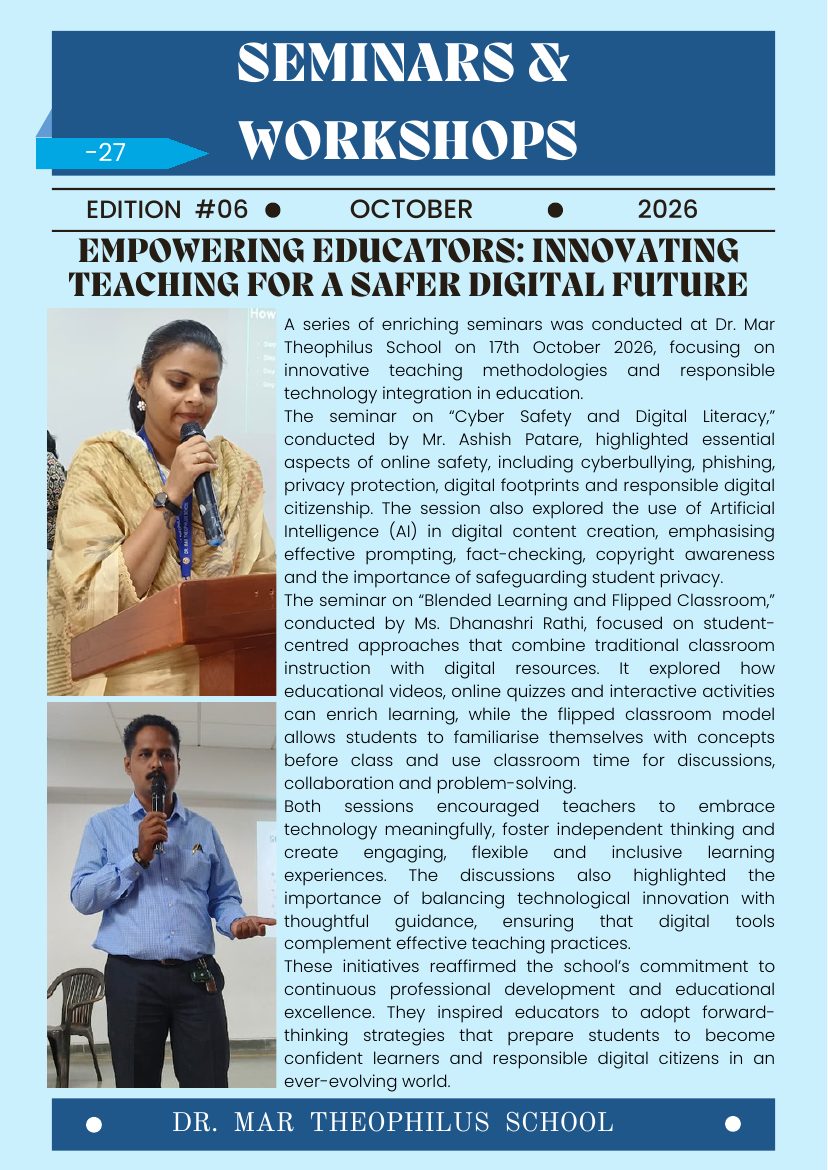 SEMINARS &
WORKSHOPS
-27
EDITION #06 ● OCTOBER ● 2026
EMPOWERING EDUCATORS: INNOVATING
TEACHING FOR A SAFER DIGITAL FUTURE
How
A series of enriching seminars was conducted at Dr. Mar
Theophilus School on 17th October 2026, focusing on
innovative teaching methodologies and responsible
technology integration in education.
The seminar on “Cyber Safety and Digital Literacy,”
conducted by Mr. Ashish Patare, highlighted essential
aspects of online safety, including cyberbullying, phishing,
privacy protection, digital footprints and responsible digital
citizenship. The session also explored the use of Artificial
Intelligence (AI) in digital content creation, emphasising
effective prompting, fact-checking, copyright awareness
and the importance of safeguarding student privacy.
The seminar on “Blended Learning and Flipped Classroom,”
conducted by Ms. Dhanashri Rathi, focused on student-
centred approaches that combine traditional classroom
instruction with digital resources. It explored how
educational videos, online quizzes and interactive activities
can enrich learning, while the flipped classroom model
allows students to familiarise themselves with concepts
before class and use classroom time for discussions,
collaboration and problem-solving.
Both sessions encouraged teachers to embrace
technology meaningfully, foster independent thinking and
create engaging, flexible and inclusive learning
experiences. The discussions also highlighted the
importance of balancing technological innovation with
thoughtful guidance, ensuring that digital tools
complement effective teaching practices.
These initiatives reaffirmed the school’s commitment to
continuous professional development and educational
excellence. They inspired educators to adopt forward-
thinking strategies that prepare students to become
confident learners and responsible digital citizens in an
ever-evolving world.
DR. MAR THEOPHILUS SCHOOL